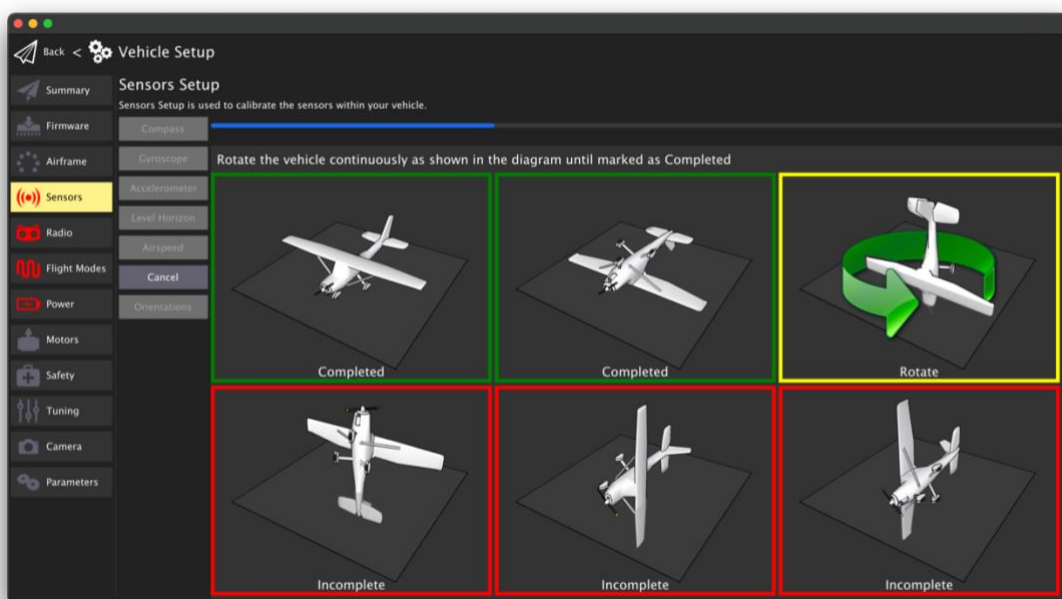 Back < Vehicle Setup
Summary
Firmware
Airframe
Sensors
Radio
Flight Modes
Power
Motors
Safety
Tuning
Camera
Parameters
Sensors Setup
Sensors Setup is used to calibrate the sensors within your vehicle.
Compass
Gyroscope
Accelerometer
Level Horizon
Airspeed
Cancel
Orientations
Rotate the vehicle continuously as shown in the diagram until marked as Completed
Completed
Completed
Rotate
Incomplete
Incomplete
Incomplete